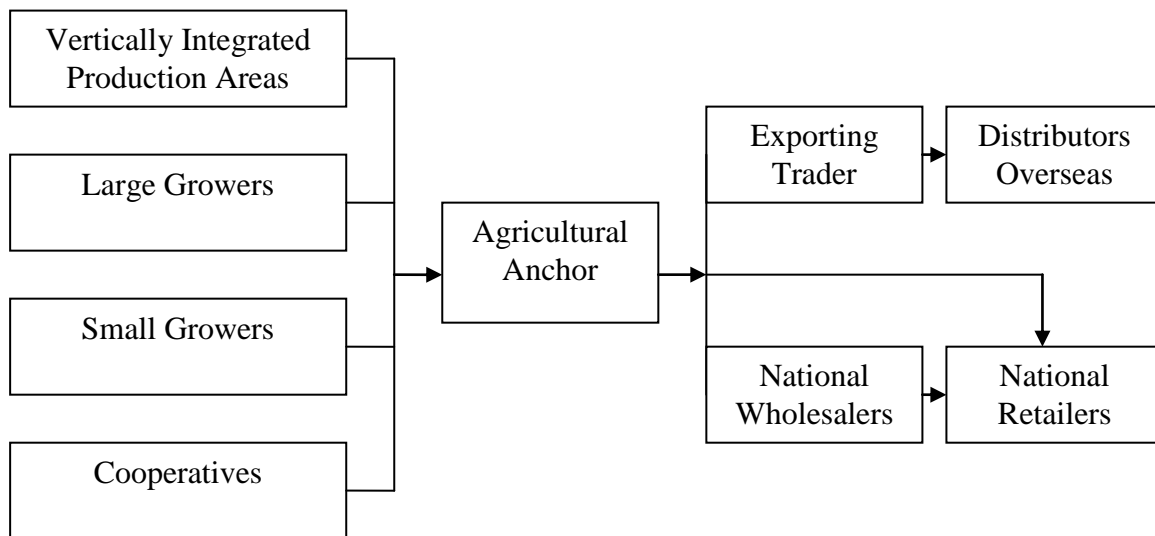 Vertically Integrated
Production Areas
Large Growers
Small Growers
Cooperatives
Agricultural
Anchor
Exporting
Trader
Distributors
Overseas
National
Wholesalers
National
Retailers